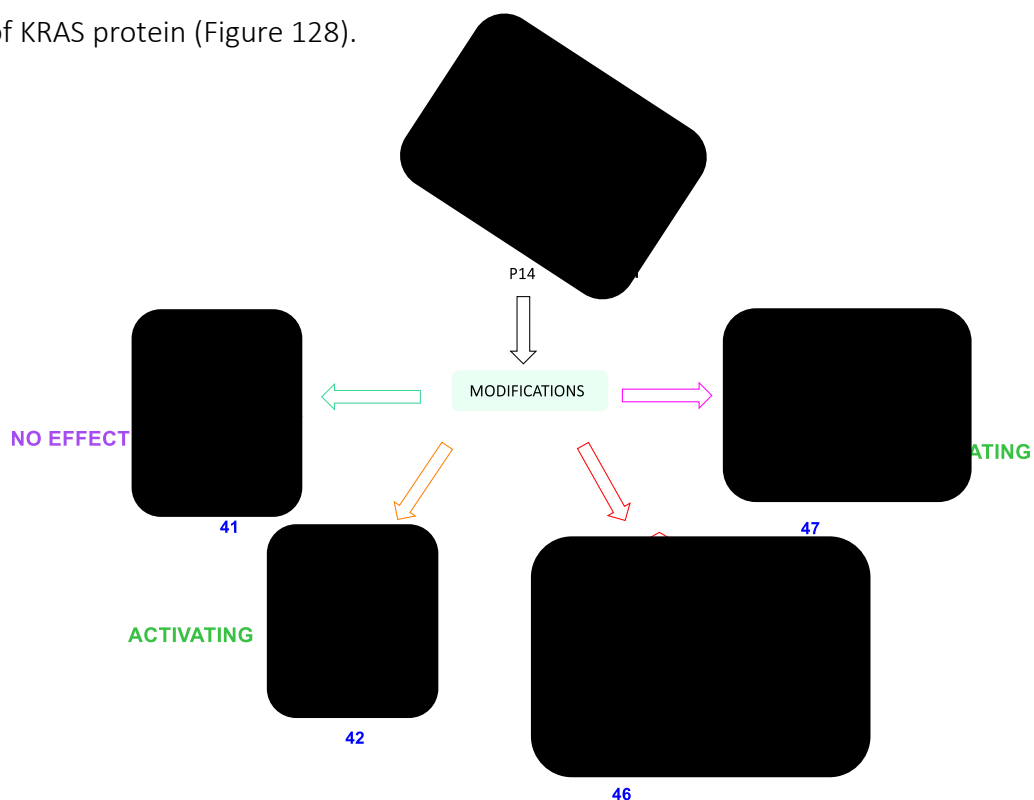 of KRAS protein (Figure 128).
P14
MODIFICATIONS
NO EFFECT
ATING
41
47
ACTIVATING
42
46